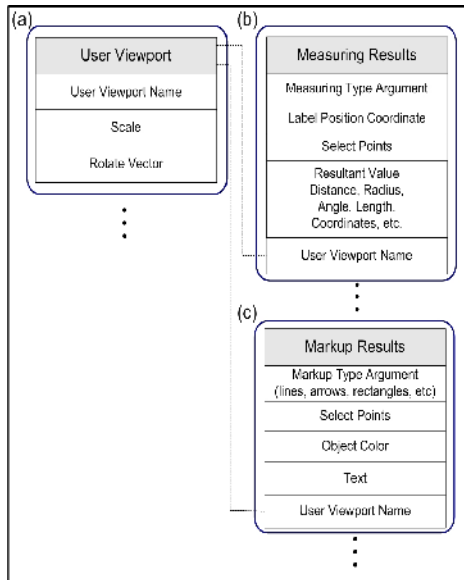 (a)
User Viewport
User Viewport Name
Scale
Rotate Vector
(b)
Measuring Results
Measuring Type Argument
Label Position Coordinate
Select Points
Resultant Value
Distance, Radius,
Angle, Length,
Coordinates, etc.
User Viewport Name
(c)
Markup Results
Markup Type Argument
(lines, arrows, rectangles, etc)
Select Points
Object Color
Text
User Viewport Name